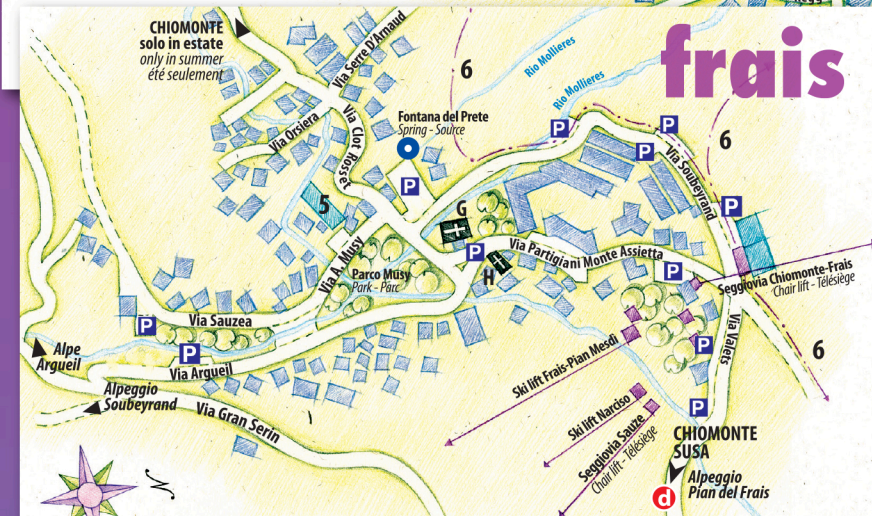 frais
CHIOMONTE
solo in estate
only in summer
été seulement
Via Serre D'Arnaud
6
Rio Mollieres
Rio Mollieres
Via Orsiera
Via Clot Rosset
Fontana del Prete
Spring - Source
P
P
P
P
6
Via Soubeyrand
P
5
G
P
Via A. Musy
Parco Musy
Park - Parc
P
H
Via Partigiani Monte Assietta
P
Seggiovia Chiomonte-Frais
Chair lift - Télésiège
Via Sauzea
P
P
Via Argueil
Alpe
Argueil
Alpeggio
Soubeyrand
Via Gran Serin
Via Valets
P
6
Ski lift Frais-Pian Mesdì
Ski lift Narciso
Seggiovia Sauze
Chair lift - Télésiège
P
CHIOMONTE
SUSA
Alpeggio
Pian del Frais
d
N